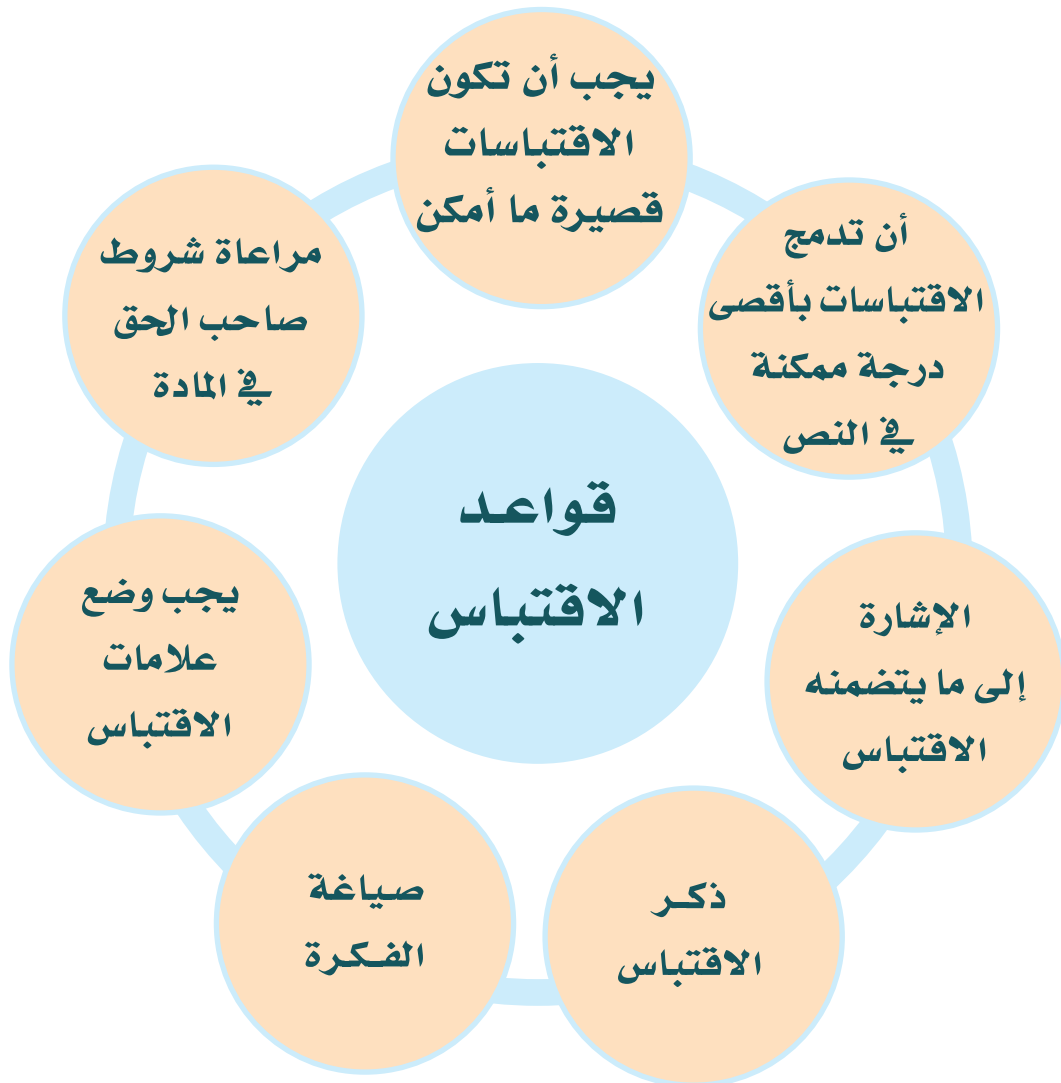 يجب أن تكون
الاقتباسات
قصيرة ما أمكن
أن تدمج
الاقتباسات بأقصى
درجة ممكنة
في النص
الإشارة
إلى ما يتضمنه
الاقتباس
ذكر
الاقتباس
صياغة
الفكرة
يجب وضع
علامات
الاقتباس
مراعاة شروط
صاحب الحق
في المادة
قواعد
الاقتباس